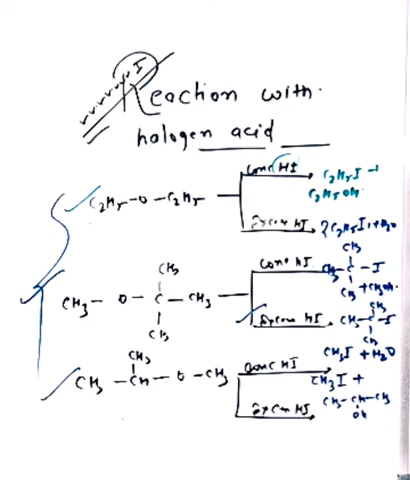 V.V.V.V.V.V.I
Reaction with
halogen acid
C2H5-O-C2H5
conc HI
C2H5I +
C2H5OH
Excess HI
2C2H5I + H2O
CH3-O-C-CH3
CH3
CH3
conc HI
CH3
CH3-C-I
CH3
+CH3OH
Excess HI
CH3
CH3-C-I
CH3
CH3I + H2O
CH3
CH3-CH-O-CH3
conc HI
CH3I +
CH3-CH-CH3
OH
Ex Con HI